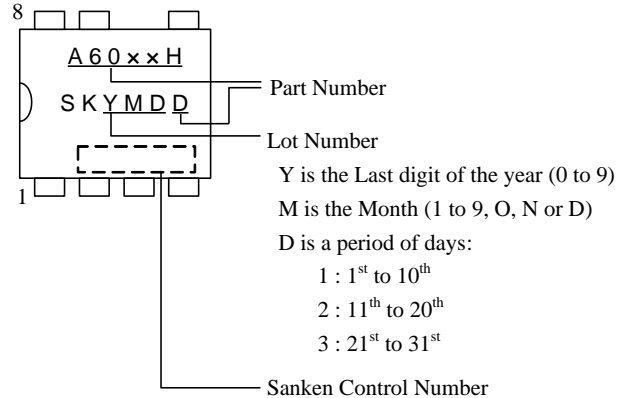 8
A 6 0 × × H
S K Y M D D
1
Part Number
Lot Number
Y is the Last digit of the year (0 to 9)
M is the Month (1 to 9, O, N or D)
D is a period of days:
1 : 1st to 10th
2 : 11th to 20th
3 : 21st to 31st
Sanken Control Number